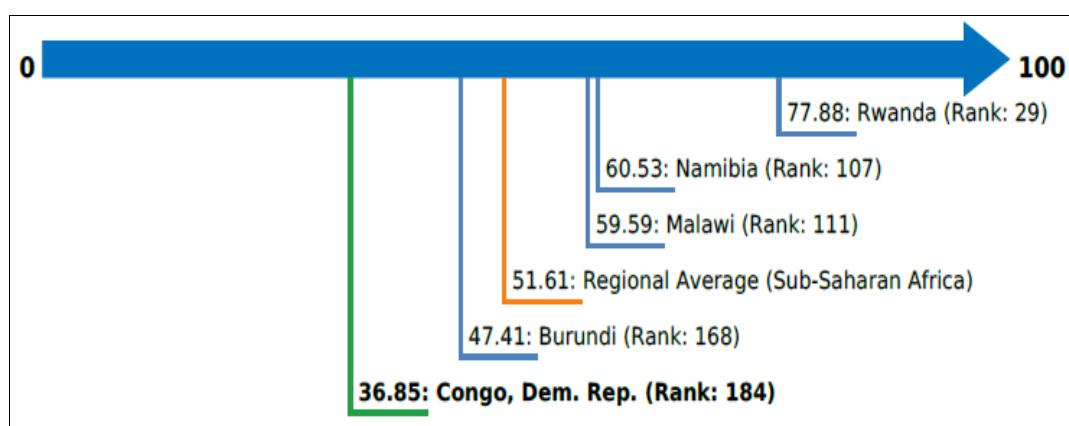 0
100
77.88: Rwanda (Rank: 29)
60.53: Namibia (Rank: 107)
59.59: Malawi (Rank: 111)
51.61: Regional Average (Sub-Saharan Africa)
47.41: Burundi (Rank: 168)
36.85: Congo, Dem. Rep. (Rank: 184)